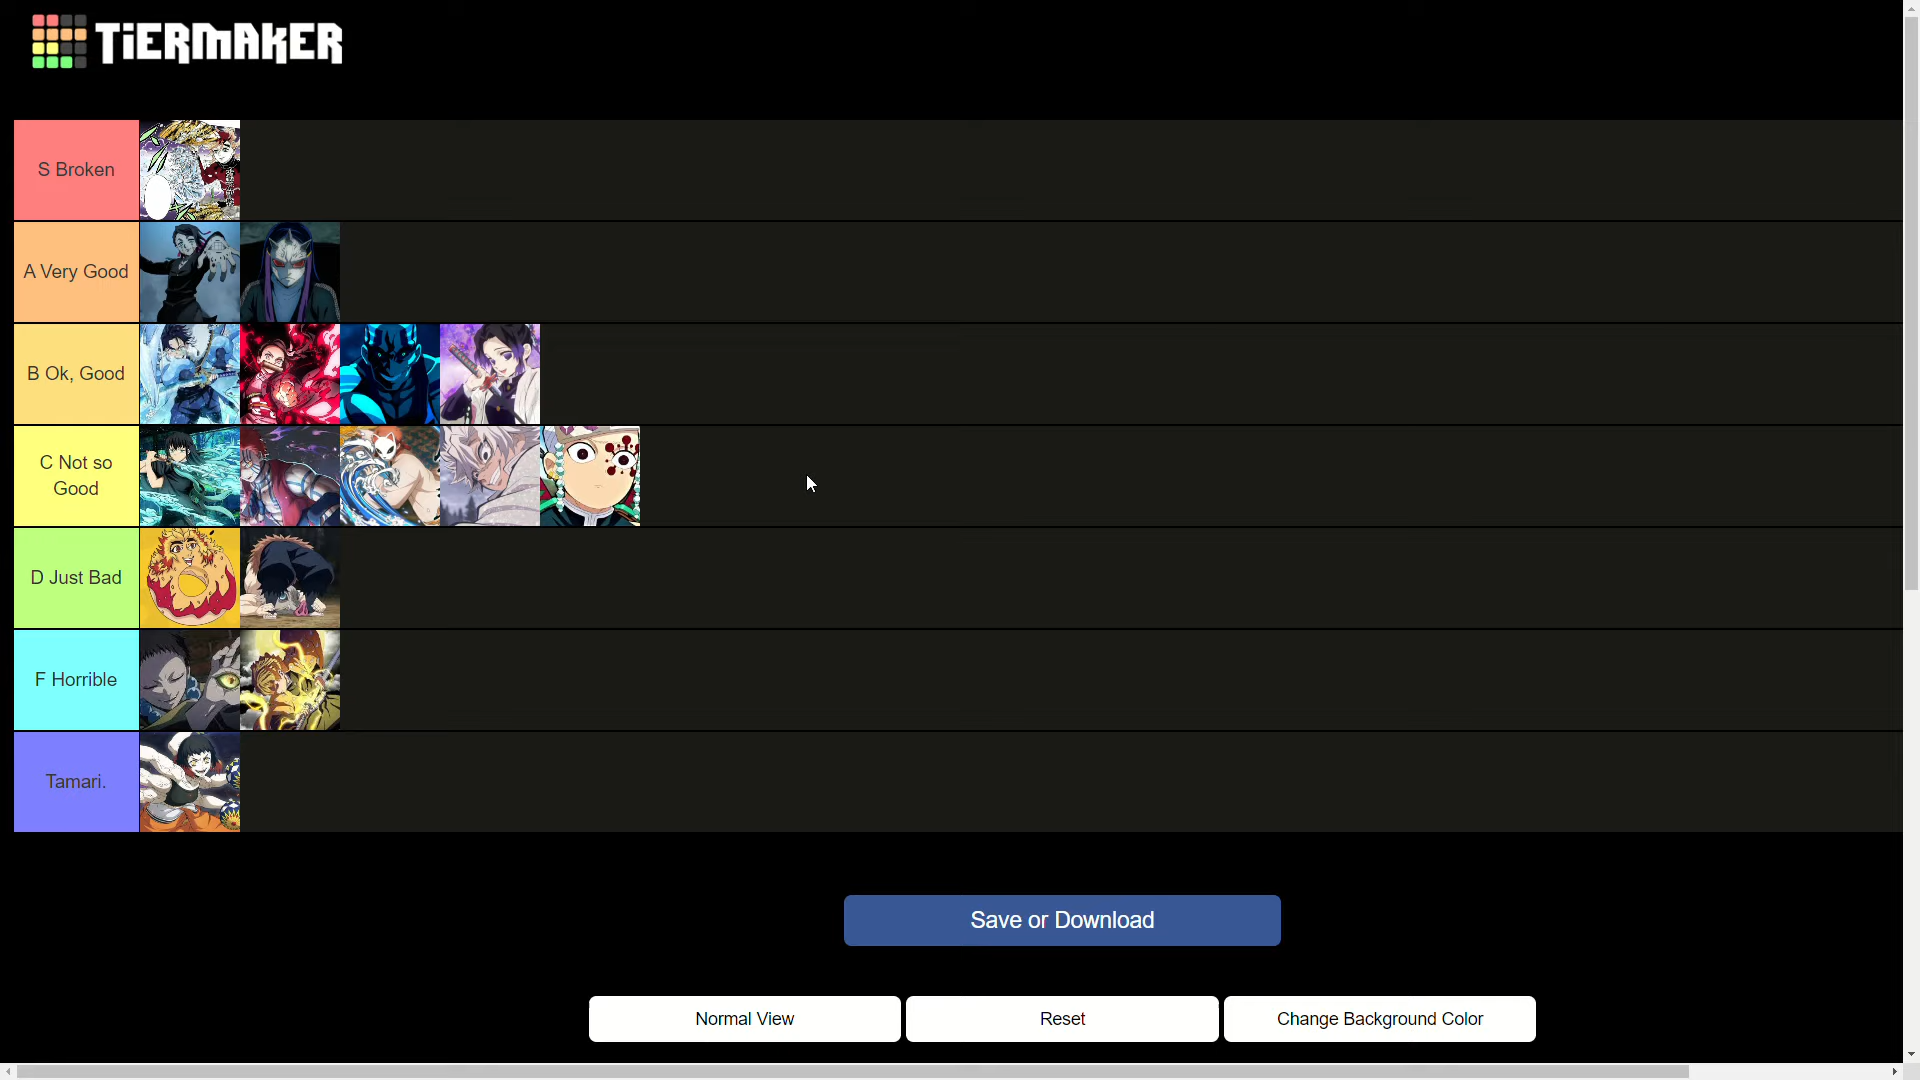 TIERMAKER
S Broken
A Very Good
B Ok, Good
C Not so
Good
D Just Bad
F Horrible
Tamari.
Save or Download
Normal View
Reset
Change Background Color